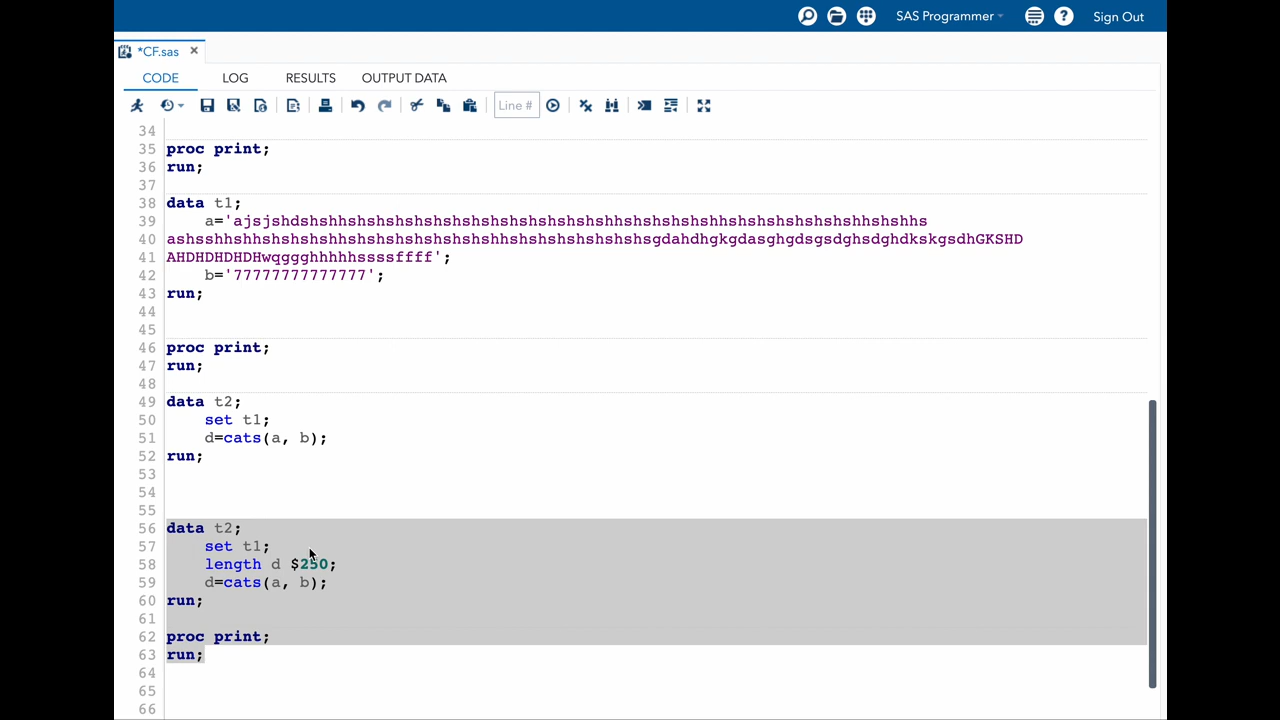 SAS Programmer
Sign Out
*CF.sas ×
CODE LOG RESULTS OUTPUT DATA
Line #
34
35 proc print;
36 run;
37
38 data t1;
39 a='ajsjshdshshhshshshshshshshshshshshshshshhshshshshshhshshshshshshshhshshhs
40 ashsshhshhshshshshhshshshshshshshshhshshshshshshshshsgdahdhgkgdasghgdsgsdghsdghdkskgsdhGKSHD
41 AHDHDHDHDHwqggghhhhhssssffff';
42 b='77777777777777';
43 run;
44
45
46 proc print;
47 run;
48
49 data t2;
50 set t1;
51 d=cats(a, b);
52 run;
53
54
55
56 data t2;
57 set t1;
58 length d $250;
59 d=cats(a, b);
60 run;
61
62 proc print;
63 run;
64
65
66